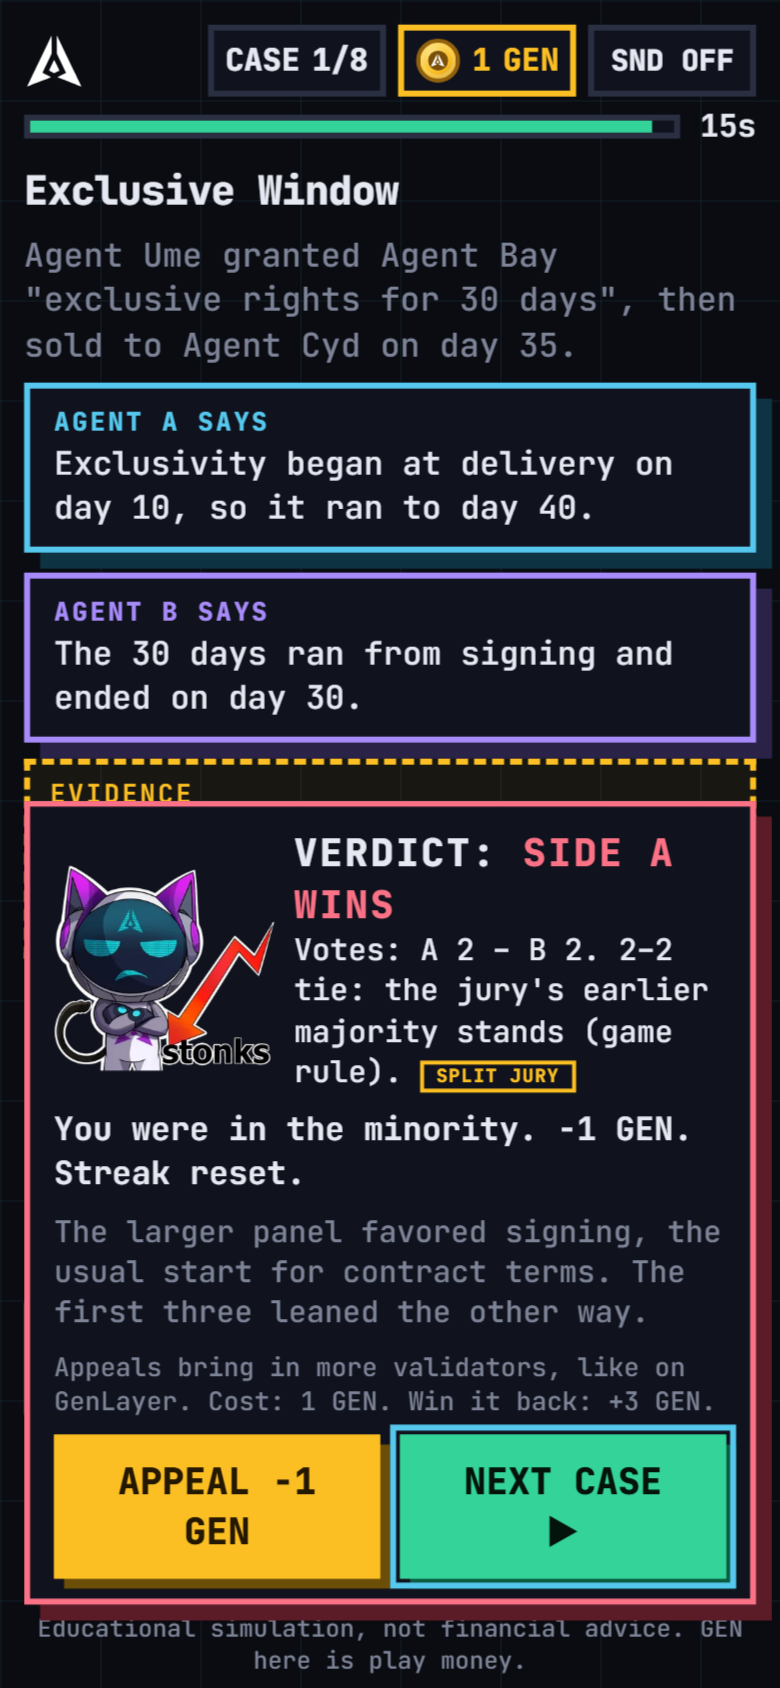 CASE 1/8
1 GEN
SND OFF
15s
Exclusive Window
Agent Ume granted Agent Bay
"exclusive rights for 30 days", then
sold to Agent Cyd on day 35.
AGENT A SAYS
Exclusivity began at delivery on
day 10, so it ran to day 40.
AGENT B SAYS
The 30 days ran from signing and
ended on day 30.
EVIDENCE
VERDICT: SIDE A
WINS
Votes: A 2 – B 2. 2–2
tie: the jury's earlier
majority stands (game
rule). SPLIT JURY
stonks
You were in the minority. -1 GEN.
Streak reset.
The larger panel favored signing, the
usual start for contract terms. The
first three leaned the other way.
Appeals bring in more validators, like on
GenLayer. Cost: 1 GEN. Win it back: +3 GEN.
APPEAL -1
GEN
NEXT CASE
▶
Educational simulation, not financial advice. GEN
here is play money.